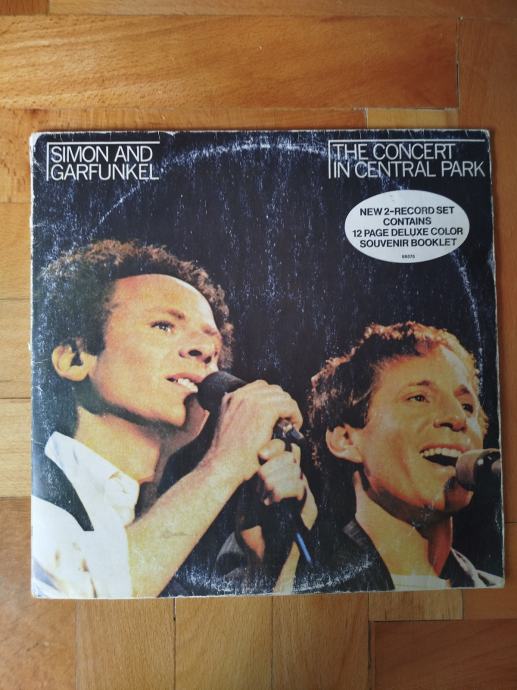 SIMON AND
GARFUNKEL
THE CONCERT
IN CENTRAL PARK
NEW 2-RECORD SET
CONTAINS
12 PAGE DELUXE COLOR
SOUVENIR BOOKLET